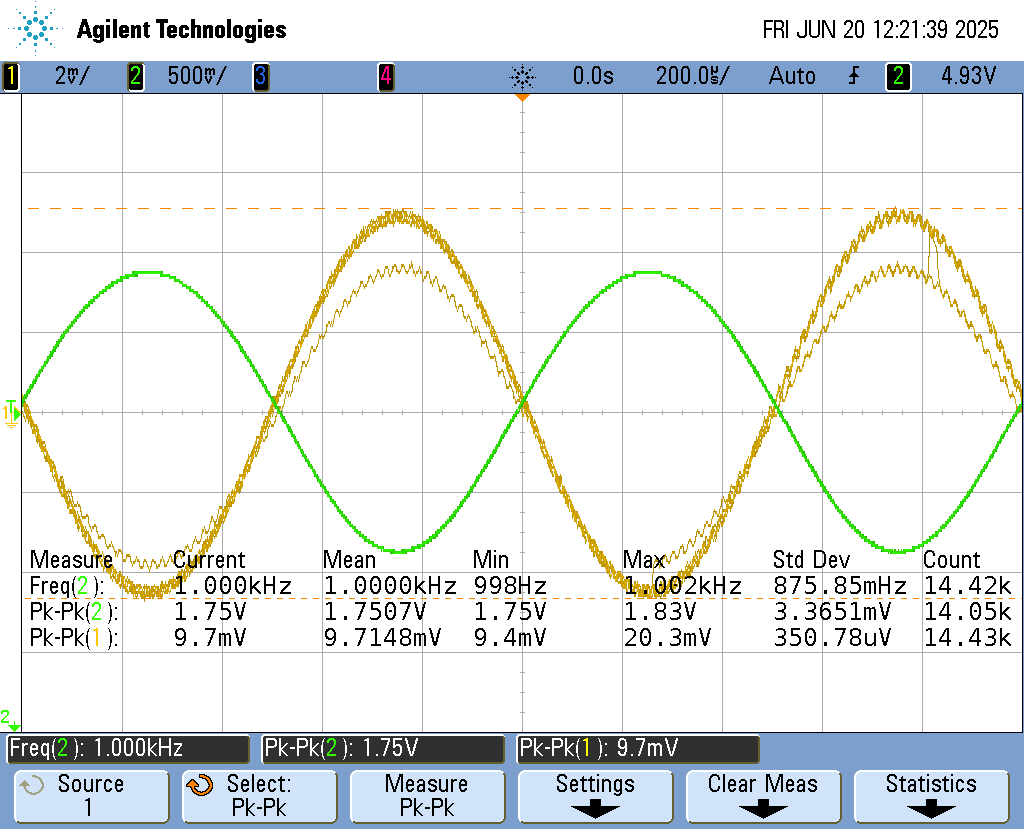 Agilent Technologies FRI JUN 20 12:21:39 2025
1 2mV/ 2 500mV/ 3 4 0.0s 200.0us/ Auto 2 4.93V
T
1
Measure Current Mean Min Max Std Dev Count
Freq(2): 1.000kHz 1.0000kHz 998Hz 1.002kHz 875.85mHz 14.42k
Pk-Pk(2): 1.75V 1.7507V 1.75V 1.83V 3.3651mV 14.05k
Pk-Pk(1): 9.7mV 9.7148mV 9.4mV 20.3mV 350.78uV 14.43k
2
Freq(2): 1.000kHz Pk-Pk(2): 1.75V Pk-Pk(1): 9.7mV
Source Select: Measure Settings Clear Meas Statistics
1 Pk-Pk Pk-Pk